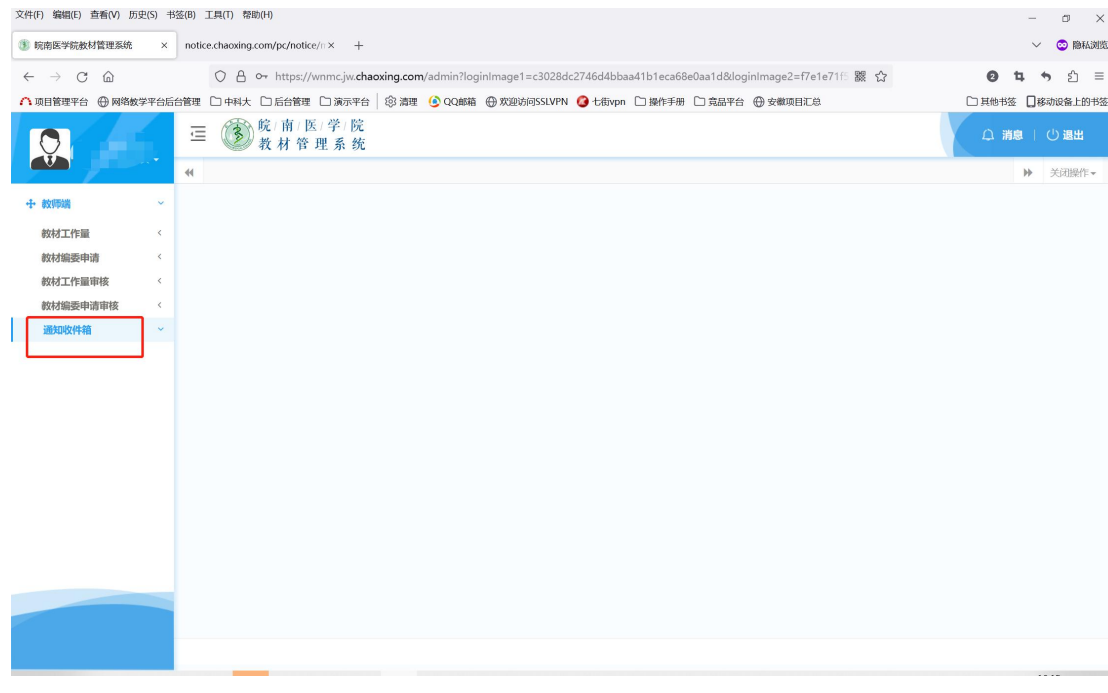 文件(F) 编辑(E) 查看(V) 历史(S) 书签(B) 工具(T) 帮助(H)
皖南医学院教材管理系统 × notice.chaoxing.com/pc/notice/ × +
隐私浏览
https://wnmc.jw.chaoxing.com/admin?loginImage1=c3028dc2746d4bbaa41b1eca68e0aa1d&loginImage2=f7e1e71f5
项目管理平台 网络教学平台后台管理 中科大 后台管理 演示平台 清理 QQ邮箱 欢迎访问SSLVPN 七街vpn 操作手册 竞品平台 安徽项目汇总 其他书签 移动设备上的书签
皖/南/医/学/院
教材管理系统
消息 退出
关闭操作
教师端
教材工作量
教材编委申请
教材工作量审核
教材编委申请审核
通知收件箱